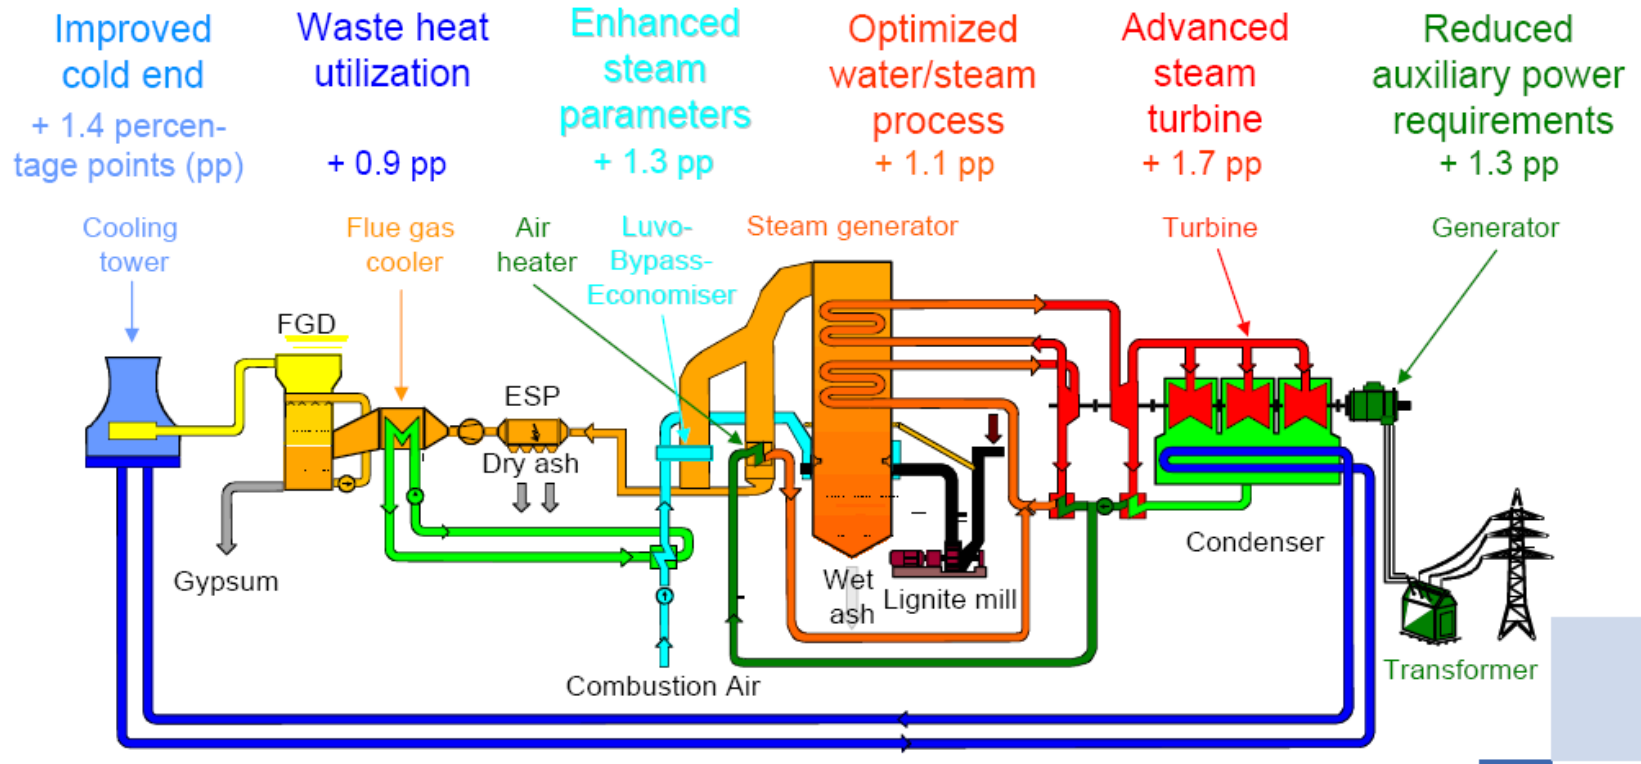 Improved
cold end
+ 1.4 percen-
tage points (pp)
Waste heat
utilization
+ 0.9 pp
Enhanced
steam
parameters
+ 1.3 pp
Optimized
water/steam
process
+ 1.1 pp
Advanced
steam
turbine
+ 1.7 pp
Reduced
auxiliary power
requirements
+ 1.3 pp
Cooling
tower
Flue gas
cooler
Air
heater
Luvo-
Bypass-
Economiser
Steam generator
Turbine
Generator
FGD
ESP
Dry ash
Gypsum
Condenser
Wet
ash
Lignite mill
Combustion Air
Transformer